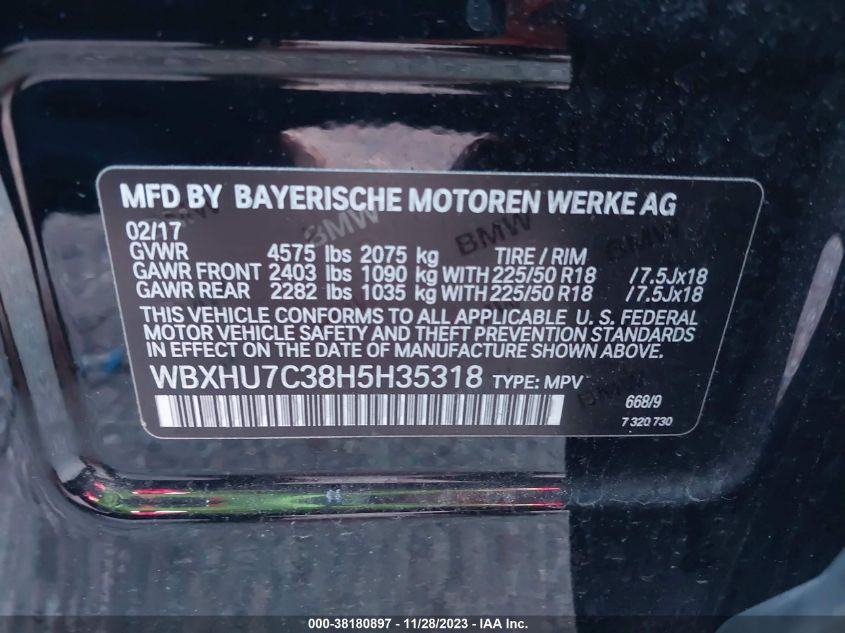 MFD BY BAYERISCHE MOTOREN WERKE AG
02/17
GVWR 4575 lbs 2075 kg TIRE / RIM
GAWR FRONT 2403 lbs 1090 kg WITH 225/50 R18 /7.5Jx18
GAWR REAR 2282 lbs 1035 kg WITH 225/50 R18 /7.5Jx18
THIS VEHICLE CONFORMS TO ALL APPLICABLE U. S. FEDERAL
MOTOR VEHICLE SAFETY AND THEFT PREVENTION STANDARDS
IN EFFECT ON THE DATE OF MANUFACTURE SHOWN ABOVE.
WBXHU7C38H5H35318 TYPE: MPV
668/9
7 320 730
BMW
BMW
BMW
000-38180897 - 11/28/2023 - IAA Inc.